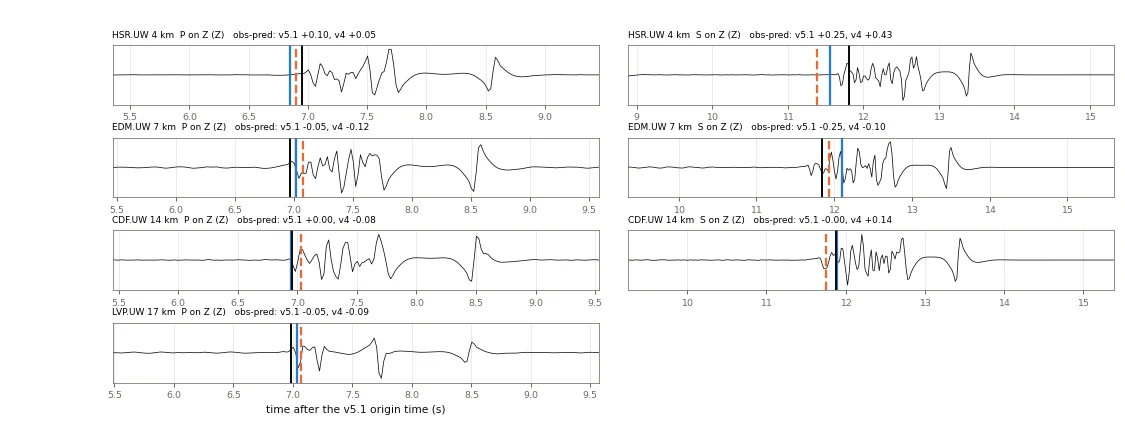 HSR.UW 4 km  P on Z (Z)   obs-pred: v5.1 +0.10, v4 +0.05
5.5 6.0 6.5 7.0 7.5 8.0 8.5 9.0
EDM.UW 7 km  P on Z (Z)   obs-pred: v5.1 -0.05, v4 -0.12
5.5 6.0 6.5 7.0 7.5 8.0 8.5 9.0 9.5
CDF.UW 14 km  P on Z (Z)   obs-pred: v5.1 +0.00, v4 -0.08
5.5 6.0 6.5 7.0 7.5 8.0 8.5 9.0 9.5
LVP.UW 17 km  P on Z (Z)   obs-pred: v5.1 -0.05, v4 -0.09
5.5 6.0 6.5 7.0 7.5 8.0 8.5 9.0 9.5
time after the v5.1 origin time (s)
HSR.UW 4 km  S on Z (Z)   obs-pred: v5.1 +0.25, v4 +0.43
9 10 11 12 13 14 15
EDM.UW 7 km  S on Z (Z)   obs-pred: v5.1 -0.25, v4 -0.10
10 11 12 13 14 15
CDF.UW 14 km  S on Z (Z)   obs-pred: v5.1 -0.00, v4 +0.14
10 11 12 13 14 15